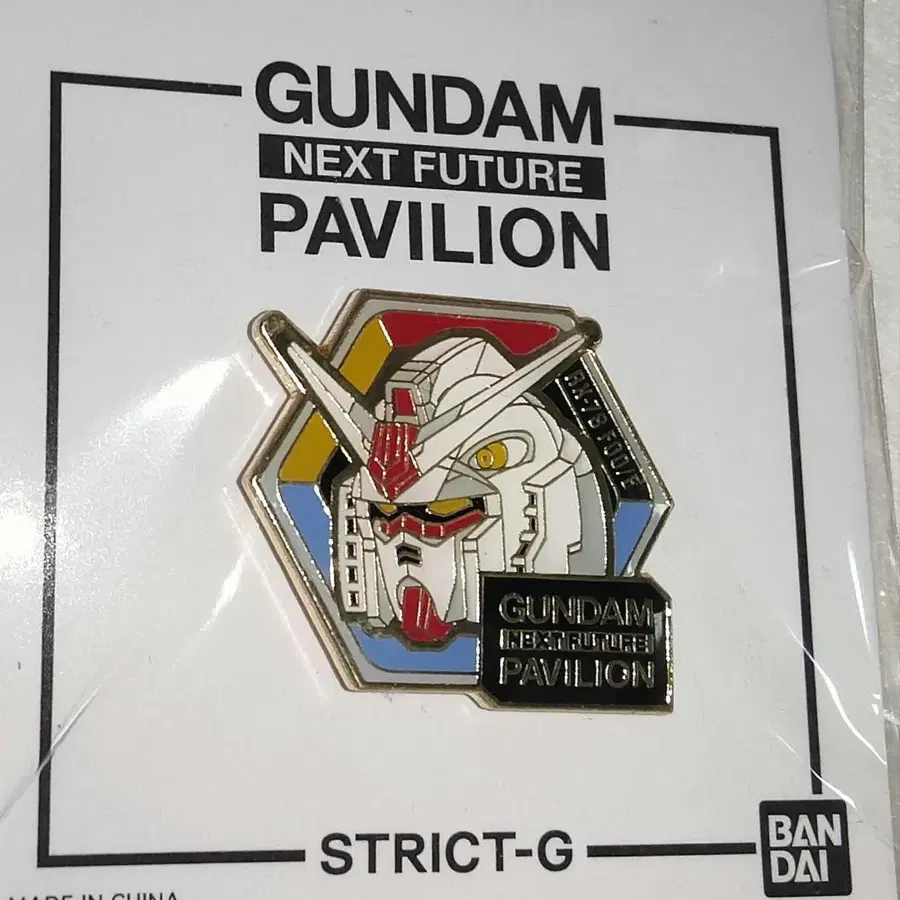 GUNDAM
NEXT FUTURE
PAVILION
RX-78F00/E
GUNDAM
NEXT FUTURE
PAVILION
STRICT-G
BAN
DAI
MADE IN CHINA